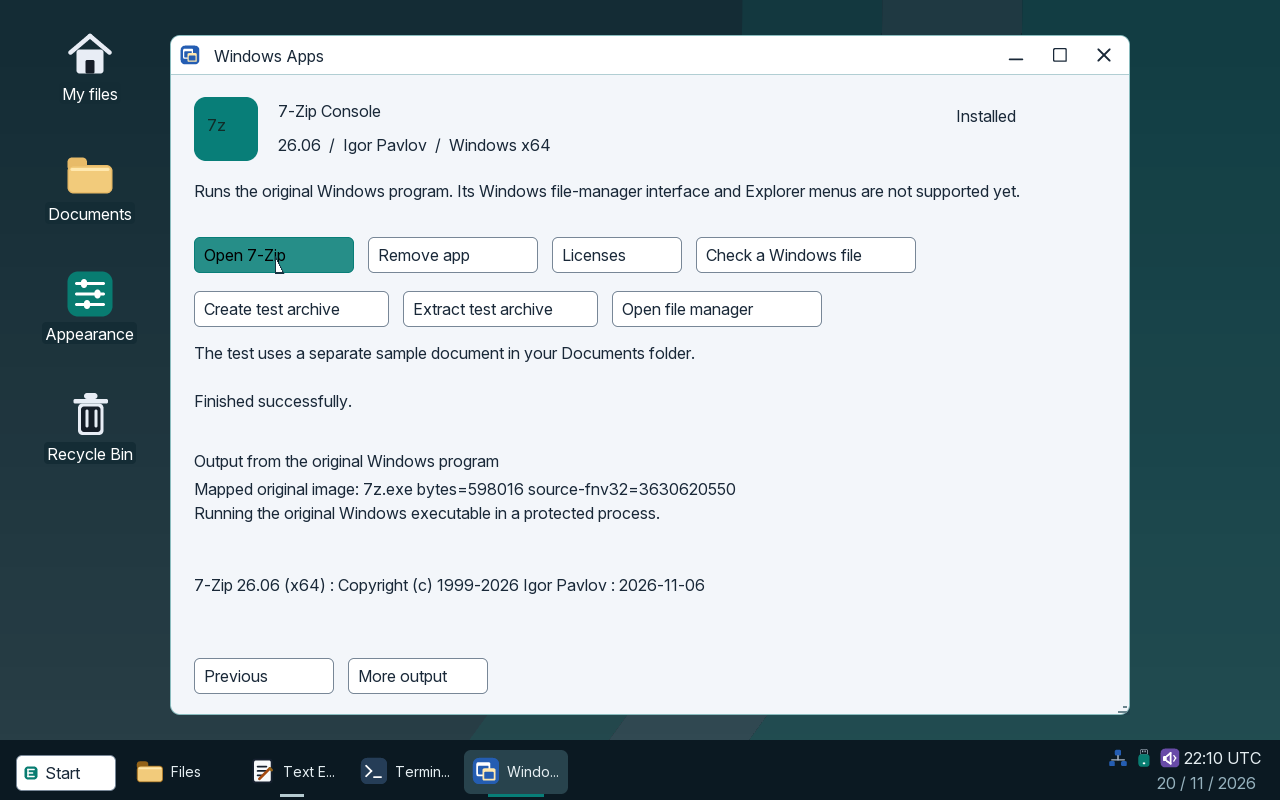 My files
Documents
Appearance
Recycle Bin
Windows Apps
7z
7-Zip Console
26.06 / Igor Pavlov / Windows x64
Installed
Runs the original Windows program. Its Windows file-manager interface and Explorer menus are not supported yet.
Open 7-Zip
Remove app
Licenses
Check a Windows file
Create test archive
Extract test archive
Open file manager
The test uses a separate sample document in your Documents folder.
Finished successfully.
Output from the original Windows program
Mapped original image: 7z.exe bytes=598016 source-fnv32=3630620550
Running the original Windows executable in a protected process.
7-Zip 26.06 (x64) : Copyright (c) 1999-2026 Igor Pavlov : 2026-11-06
Previous
More output
E Start
Files
Text E...
Termin...
Windo...
22:10 UTC
20 / 11 / 2026